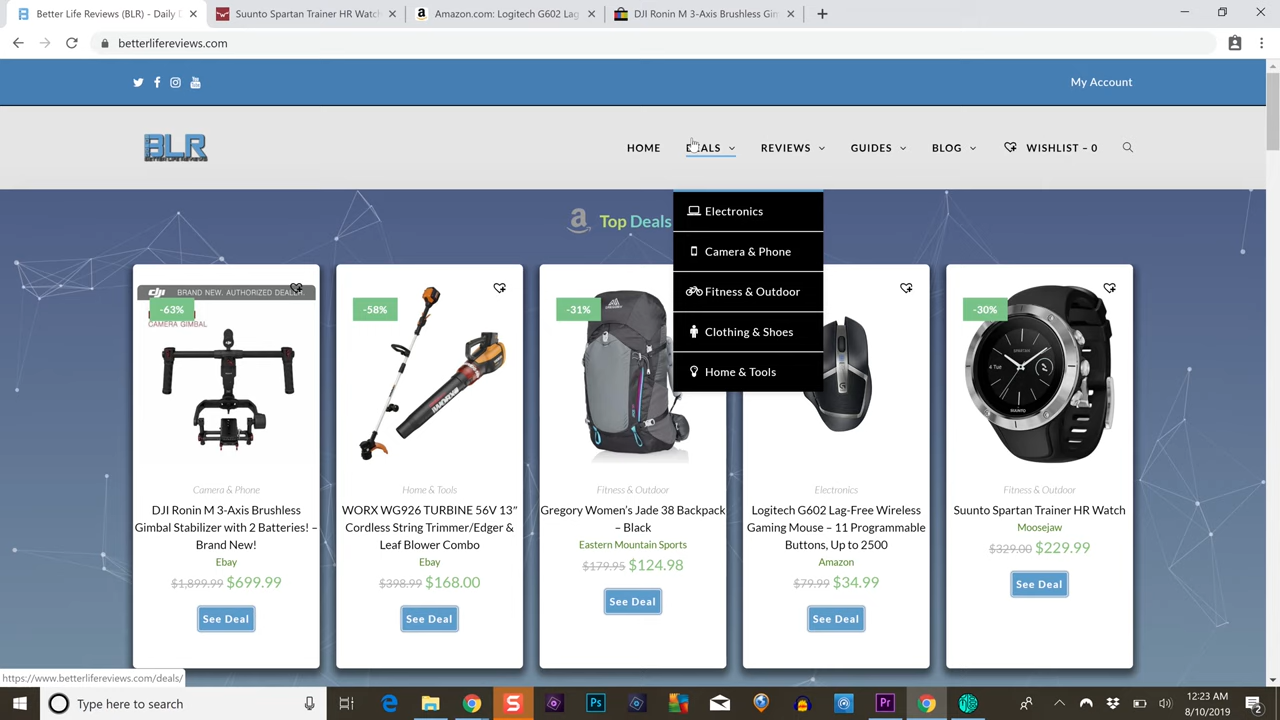 Better Life Reviews (BLR) - Daily D
Suunto Spartan Trainer HR Watch
Amazon.com: Logitech G602 Lag
DJI Ronin M 3-Axis Brushless Gim
betterlifereviews.com
My Account
BLR
BETTER LIFE REVIEWS
HOME
DEALS
REVIEWS
GUIDES
BLOG
WISHLIST – 0
Top Deals
Electronics
Camera & Phone
Fitness & Outdoor
Clothing & Shoes
Home & Tools
dji BRAND NEW. AUTHORIZED DEALER.
CAMERA GIMBAL
-63%
-58%
-31%
-30%
Camera & Phone
DJI Ronin M 3-Axis Brushless
Gimbal Stabilizer with 2 Batteries! –
Brand New!
Ebay
$1,899.99 $699.99
See Deal
Home & Tools
WORX WG926 TURBINE 56V 13″
Cordless String Trimmer/Edger &
Leaf Blower Combo
Ebay
$398.99 $168.00
See Deal
Fitness & Outdoor
Gregory Women's Jade 38 Backpack
– Black
Eastern Mountain Sports
$179.95 $124.98
See Deal
Electronics
Logitech G602 Lag-Free Wireless
Gaming Mouse – 11 Programmable
Buttons, Up to 2500
Amazon
$79.99 $34.99
See Deal
Fitness & Outdoor
Suunto Spartan Trainer HR Watch
Moosejaw
$329.00 $229.99
See Deal
https://www.betterlifereviews.com/deals/
Type here to search
12:23 AM
8/10/2019